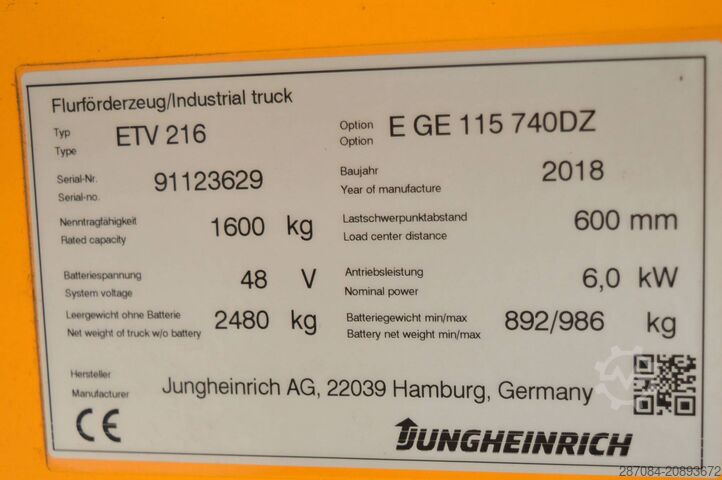 Flurförderzeug/Industrial truck
Typ
Type
ETV 216
Option
Option
E GE 115 740DZ
Serial-Nr.
Serial-no.
91123629
Baujahr
Year of manufacture
2018
Nenntragfähigkeit
Rated capacity
1600 kg
Lastschwerpunktabstand
Load center distance
600 mm
Batteriespannung
System voltage
48 V
Antriebsleistung
Nominal power
6,0 kW
Leergewicht ohne Batterie
Net weight of truck w/o battery
2480 kg
Batteriegewicht min/max
Battery net weight min/max
892/986 kg
Hersteller
Manufacturer
Jungheinrich AG, 22039 Hamburg, Germany
CE
JUNGHEINRICH
287084-20893672